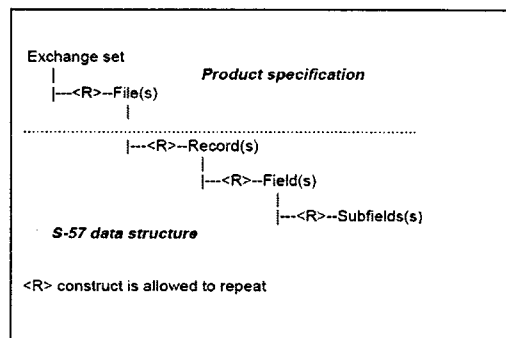 Exchange set
Product specification
|---<R>--File(s)
|---<R>--Record(s)
|---<R>--Field(s)
|---<R>--Subfields(s)
S-57 data structure
<R> construct is allowed to repeat